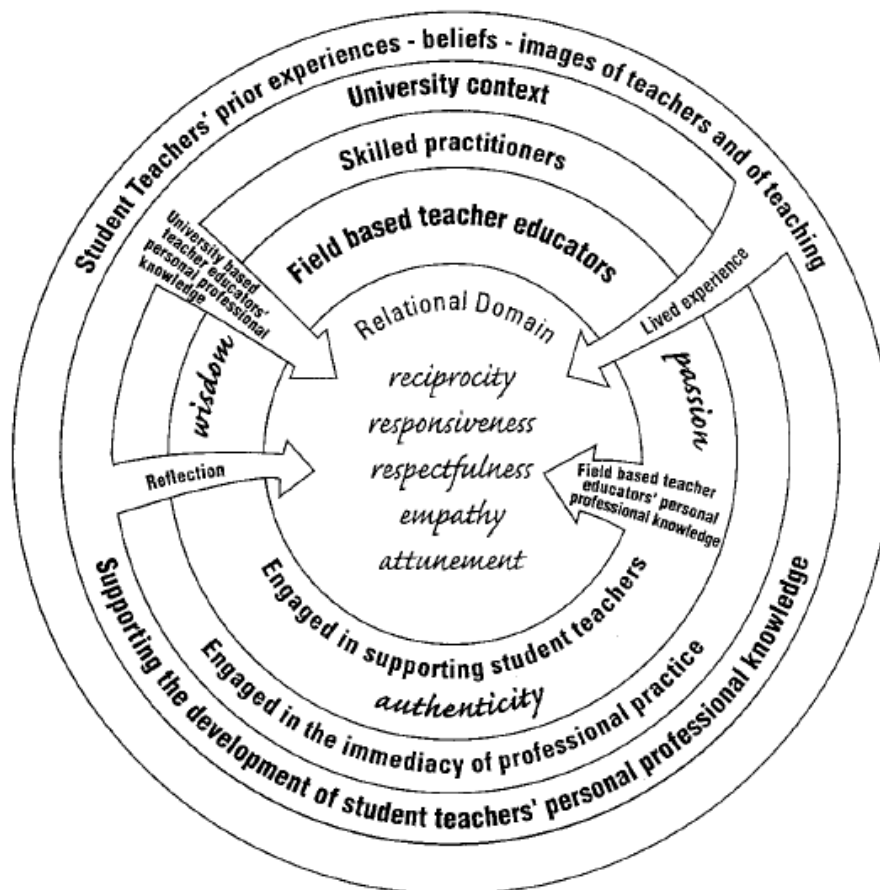 Student Teachers' prior experiences - beliefs - images of teachers and of teaching
University context
Skilled practitioners
Field based teacher educators
University based
teacher educators'
personal professional
knowledge
Lived experience
Relational Domain
wisdom
passion
reciprocity
responsiveness
respectfulness
empathy
attunement
Reflection
Field based teacher
educators' personal
professional knowledge
Engaged in supporting student teachers
authenticity
Engaged in the immediacy of professional practice
Supporting the development of student teachers' personal professional knowledge